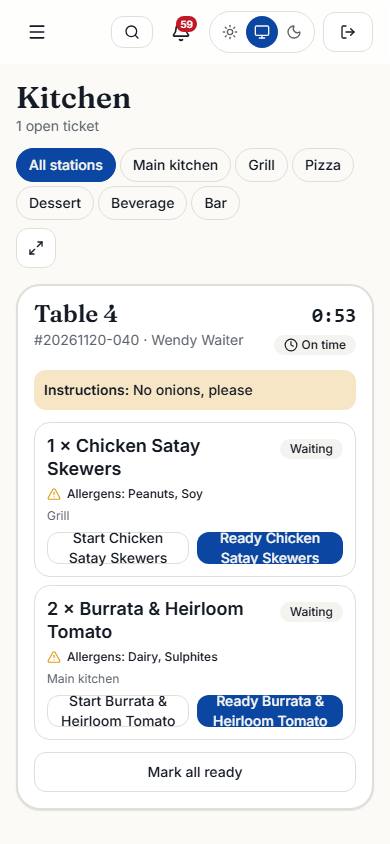 59
Kitchen
1 open ticket
All stations
Main kitchen
Grill
Pizza
Dessert
Beverage
Bar
Table 4
0:53
#20261120-040 · Wendy Waiter
On time
Instructions: No onions, please
1 × Chicken Satay
Skewers
Waiting
Allergens: Peanuts, Soy
Grill
Start Chicken
Satay Skewers
Ready Chicken
Satay Skewers
2 × Burrata & Heirloom
Tomato
Waiting
Allergens: Dairy, Sulphites
Main kitchen
Start Burrata &
Heirloom Tomato
Ready Burrata &
Heirloom Tomato
Mark all ready